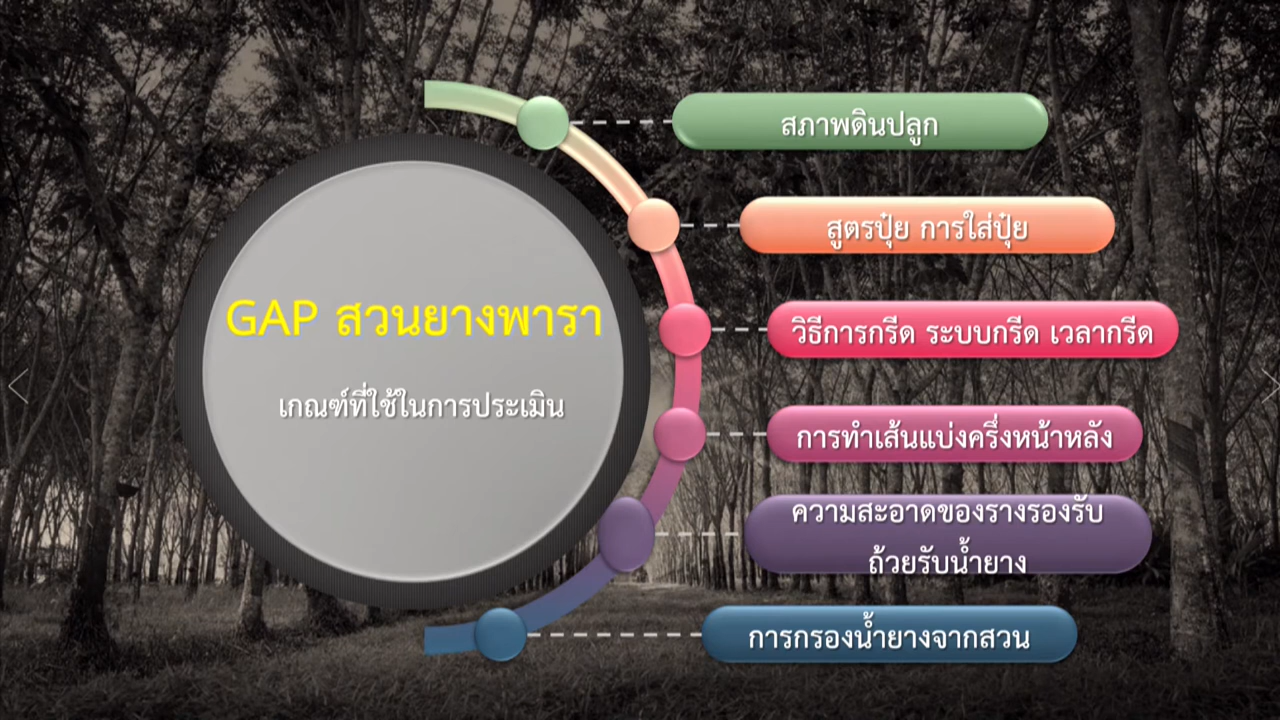 GAP สวนยางพารา
เกณฑ์ที่ใช้ในการประเมิน
สภาพดินปลูก
สูตรปุ๋ย การใส่ปุ๋ย
วิธีการกรีด ระบบกรีด เวลากรีด
การทำเส้นแบ่งครึ่งหน้าหลัง
ความสะอาดของรางรองรับ
ถ้วยรับน้ำยาง
การกรองน้ำยางจากสวน